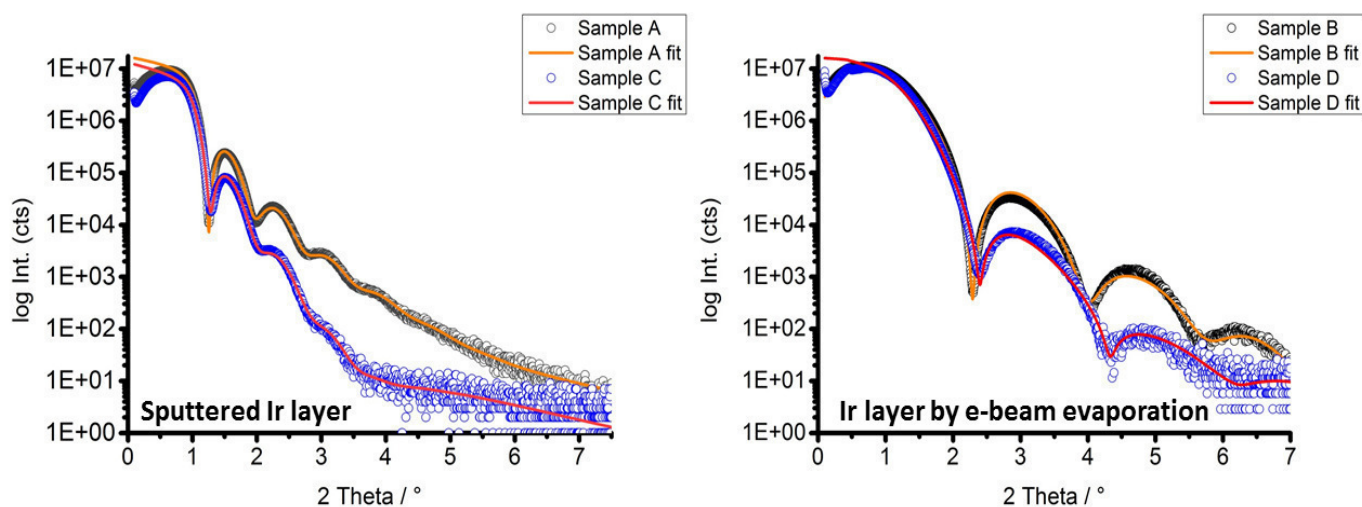 Sample A
Sample A fit
Sample C
Sample C fit
1E+07
1E+06
1E+05
1E+04
1E+03
1E+02
1E+01
1E+00
log Int. (cts)
Sputtered Ir layer
0 1 2 3 4 5 6 7
2 Theta / °
Sample B
Sample B fit
Sample D
Sample D fit
1E+07
1E+06
1E+05
1E+04
1E+03
1E+02
1E+01
1E+00
log Int. (cts)
Ir layer by e-beam evaporation
0 1 2 3 4 5 6 7
2 Theta / °